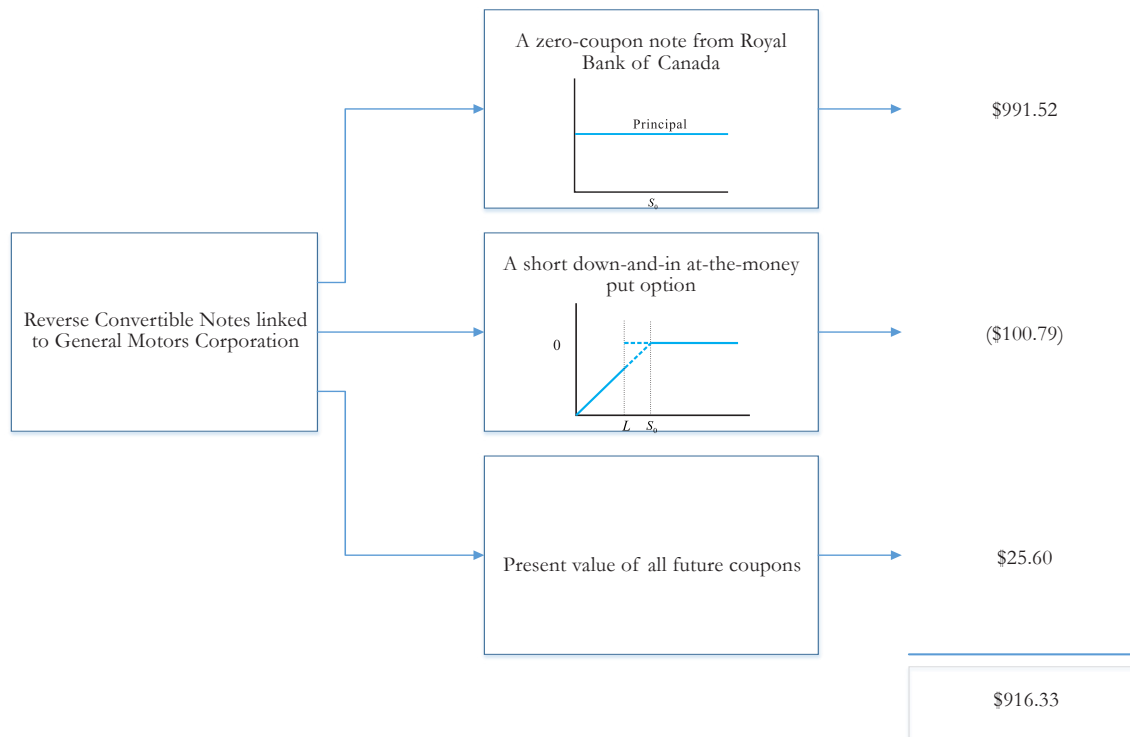 A zero-coupon note from Royal
Bank of Canada
Principal
S₀
$991.52
Reverse Convertible Notes linked
to General Motors Corporation
A short down-and-in at-the-money
put option
0
L S₀
($100.79)
Present value of all future coupons
$25.60
$916.33